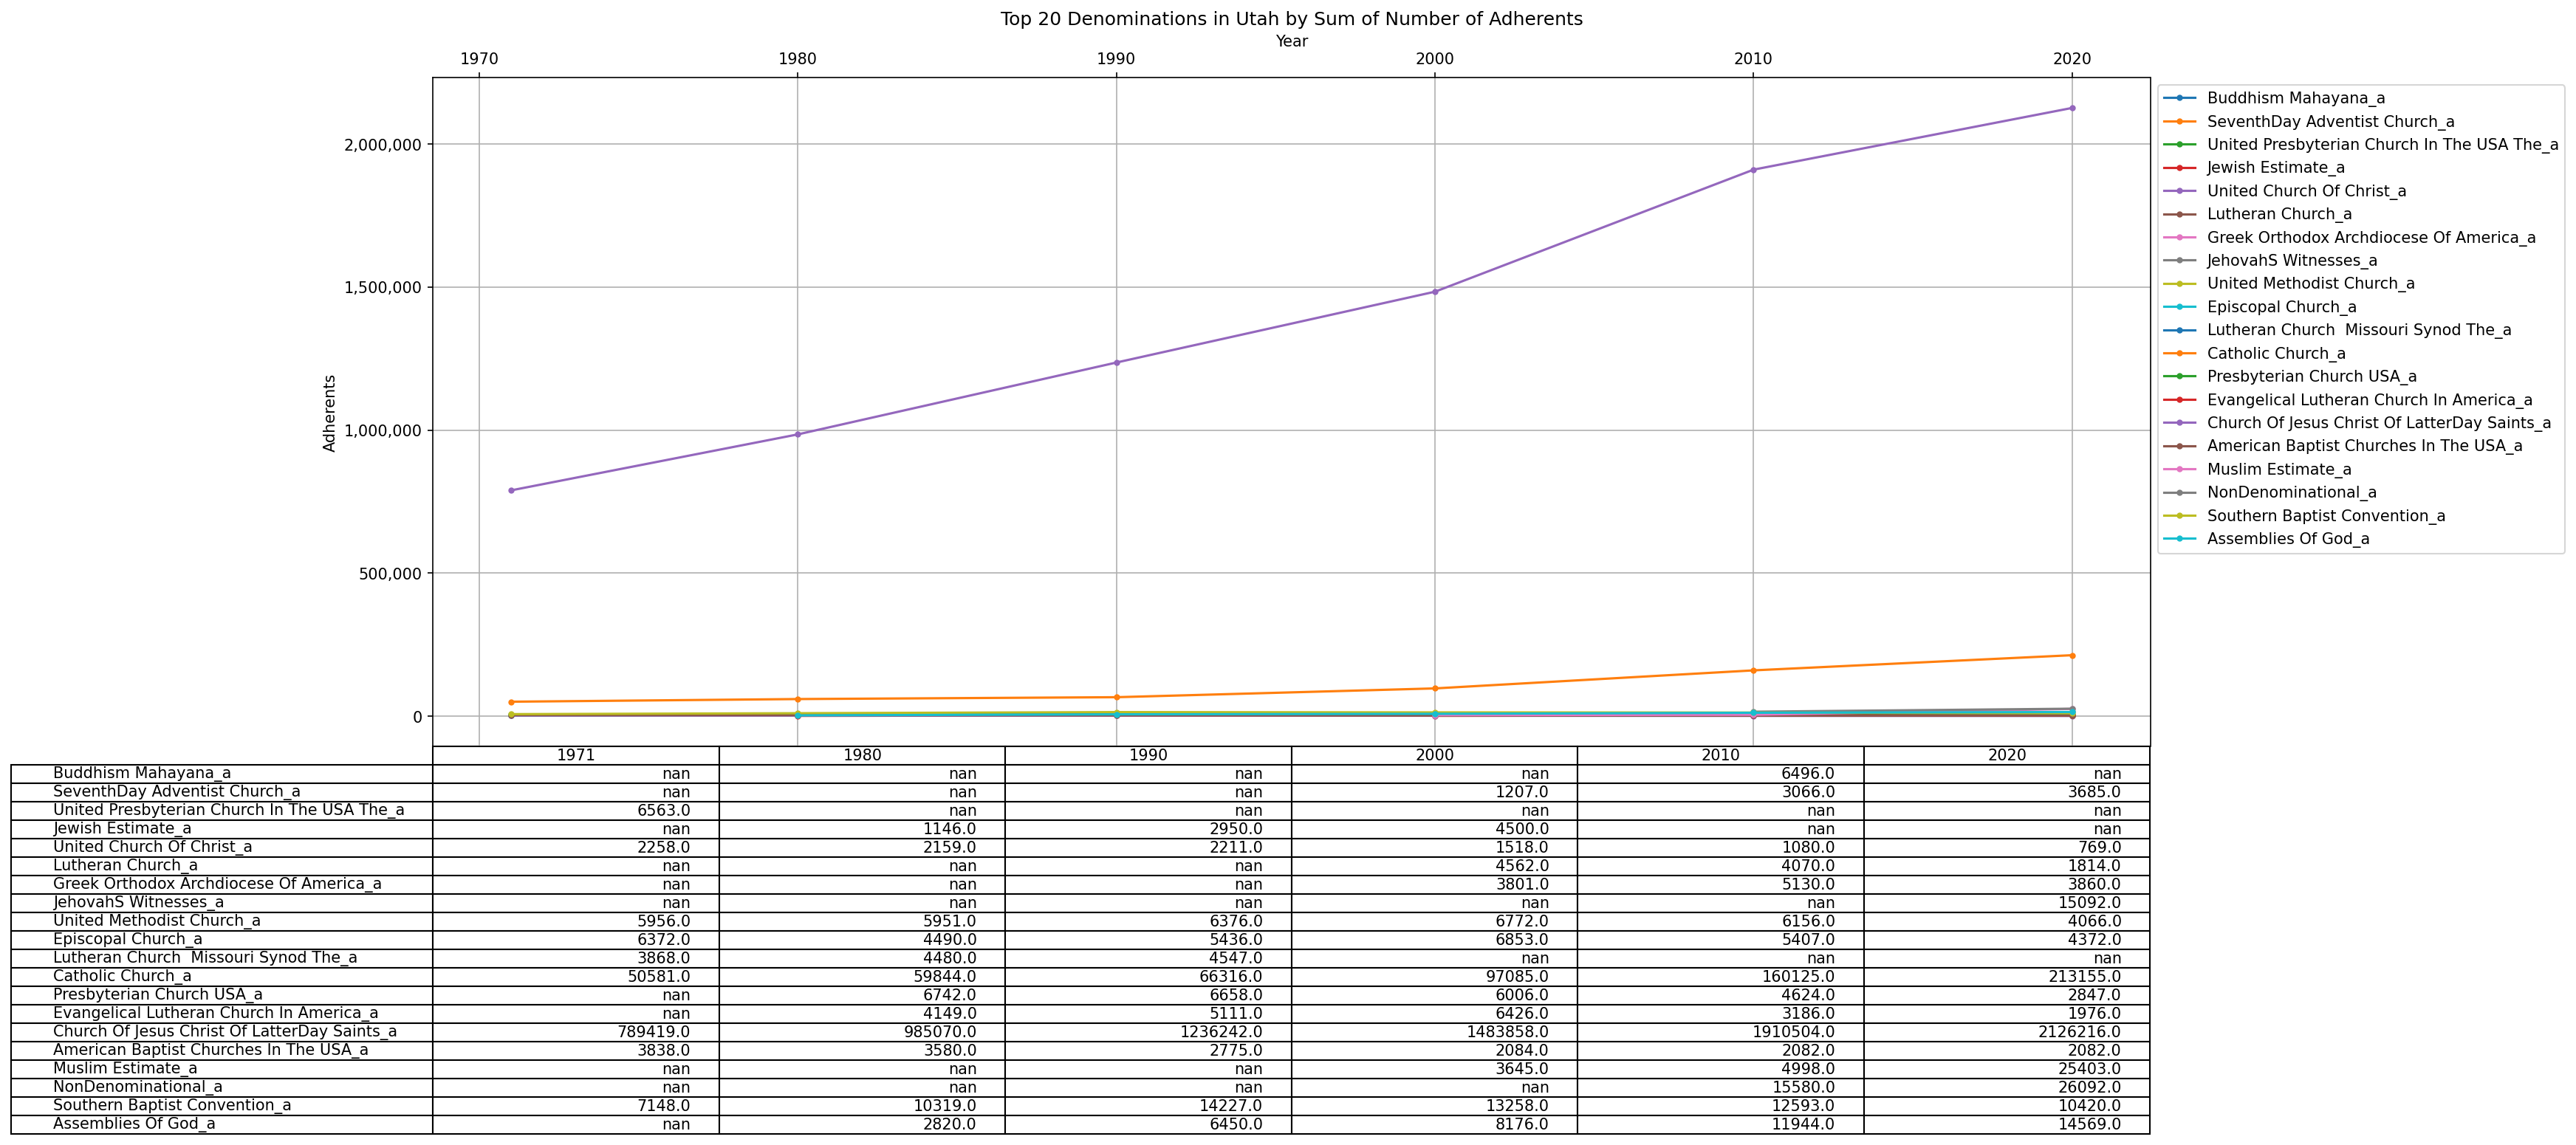 Top 20 Denominations in Utah by Sum of Number of Adherents
Year
1970 1980 1990 2000 2010 2020
2,000,000
1,500,000
1,000,000
500,000
0
Adherents
Buddhism Mahayana_a
SeventhDay Adventist Church_a
United Presbyterian Church In The USA The_a
Jewish Estimate_a
United Church Of Christ_a
Lutheran Church_a
Greek Orthodox Archdiocese Of America_a
JehovahS Witnesses_a
United Methodist Church_a
Episcopal Church_a
Lutheran Church  Missouri Synod The_a
Catholic Church_a
Presbyterian Church USA_a
Evangelical Lutheran Church In America_a
Church Of Jesus Christ Of LatterDay Saints_a
American Baptist Churches In The USA_a
Muslim Estimate_a
NonDenominational_a
Southern Baptist Convention_a
Assemblies Of God_a
1971 1980 1990 2000 2010 2020
Buddhism Mahayana_a nan nan nan nan 6496.0 nan
SeventhDay Adventist Church_a nan nan nan 1207.0 3066.0 3685.0
United Presbyterian Church In The USA The_a 6563.0 nan nan nan nan nan
Jewish Estimate_a nan 1146.0 2950.0 4500.0 nan nan
United Church Of Christ_a 2258.0 2159.0 2211.0 1518.0 1080.0 769.0
Lutheran Church_a nan nan nan 4562.0 4070.0 1814.0
Greek Orthodox Archdiocese Of America_a nan nan nan 3801.0 5130.0 3860.0
JehovahS Witnesses_a nan nan nan nan nan 15092.0
United Methodist Church_a 5956.0 5951.0 6376.0 6772.0 6156.0 4066.0
Episcopal Church_a 6372.0 4490.0 5436.0 6853.0 5407.0 4372.0
Lutheran Church  Missouri Synod The_a 3868.0 4480.0 4547.0 nan nan nan
Catholic Church_a 50581.0 59844.0 66316.0 97085.0 160125.0 213155.0
Presbyterian Church USA_a nan 6742.0 6658.0 6006.0 4624.0 2847.0
Evangelical Lutheran Church In America_a nan 4149.0 5111.0 6426.0 3186.0 1976.0
Church Of Jesus Christ Of LatterDay Saints_a 789419.0 985070.0 1236242.0 1483858.0 1910504.0 2126216.0
American Baptist Churches In The USA_a 3838.0 3580.0 2775.0 2084.0 2082.0 2082.0
Muslim Estimate_a nan nan nan 3645.0 4998.0 25403.0
NonDenominational_a nan nan nan nan 15580.0 26092.0
Southern Baptist Convention_a 7148.0 10319.0 14227.0 13258.0 12593.0 10420.0
Assemblies Of God_a nan 2820.0 6450.0 8176.0 11944.0 14569.0